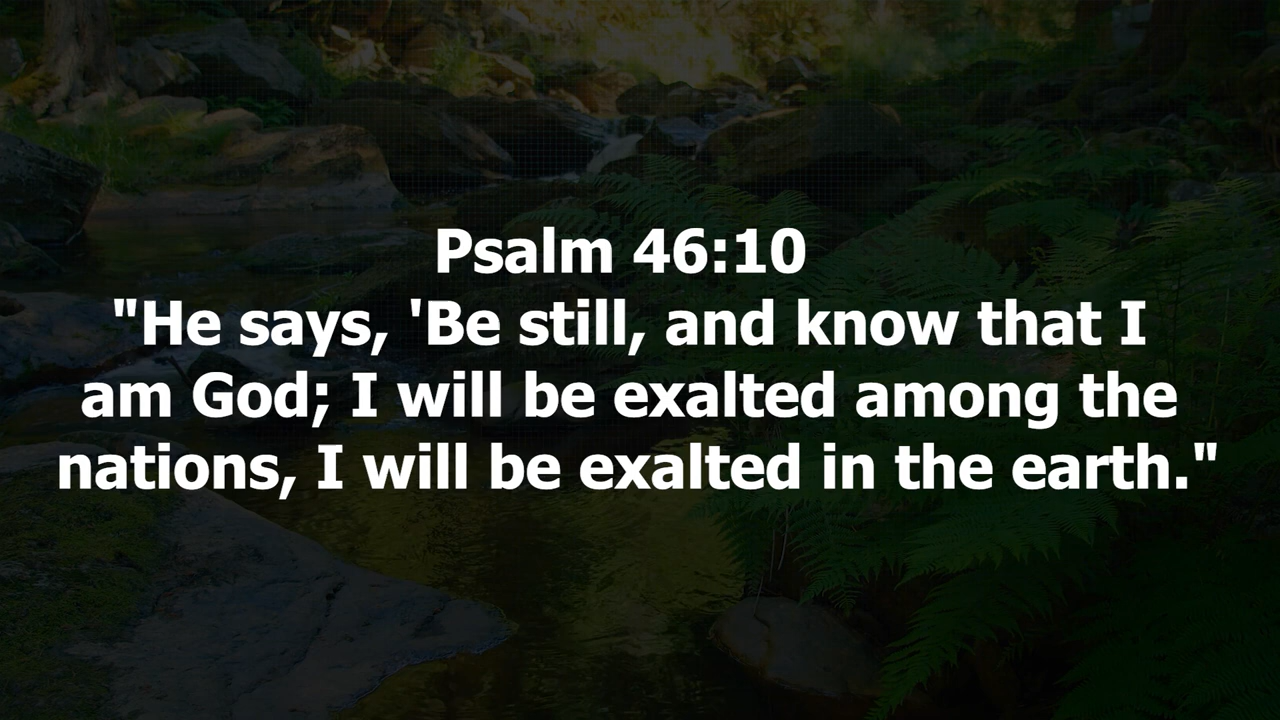 Psalm 46:10
"He says, 'Be still, and know that I
am God; I will be exalted among the
nations, I will be exalted in the earth."